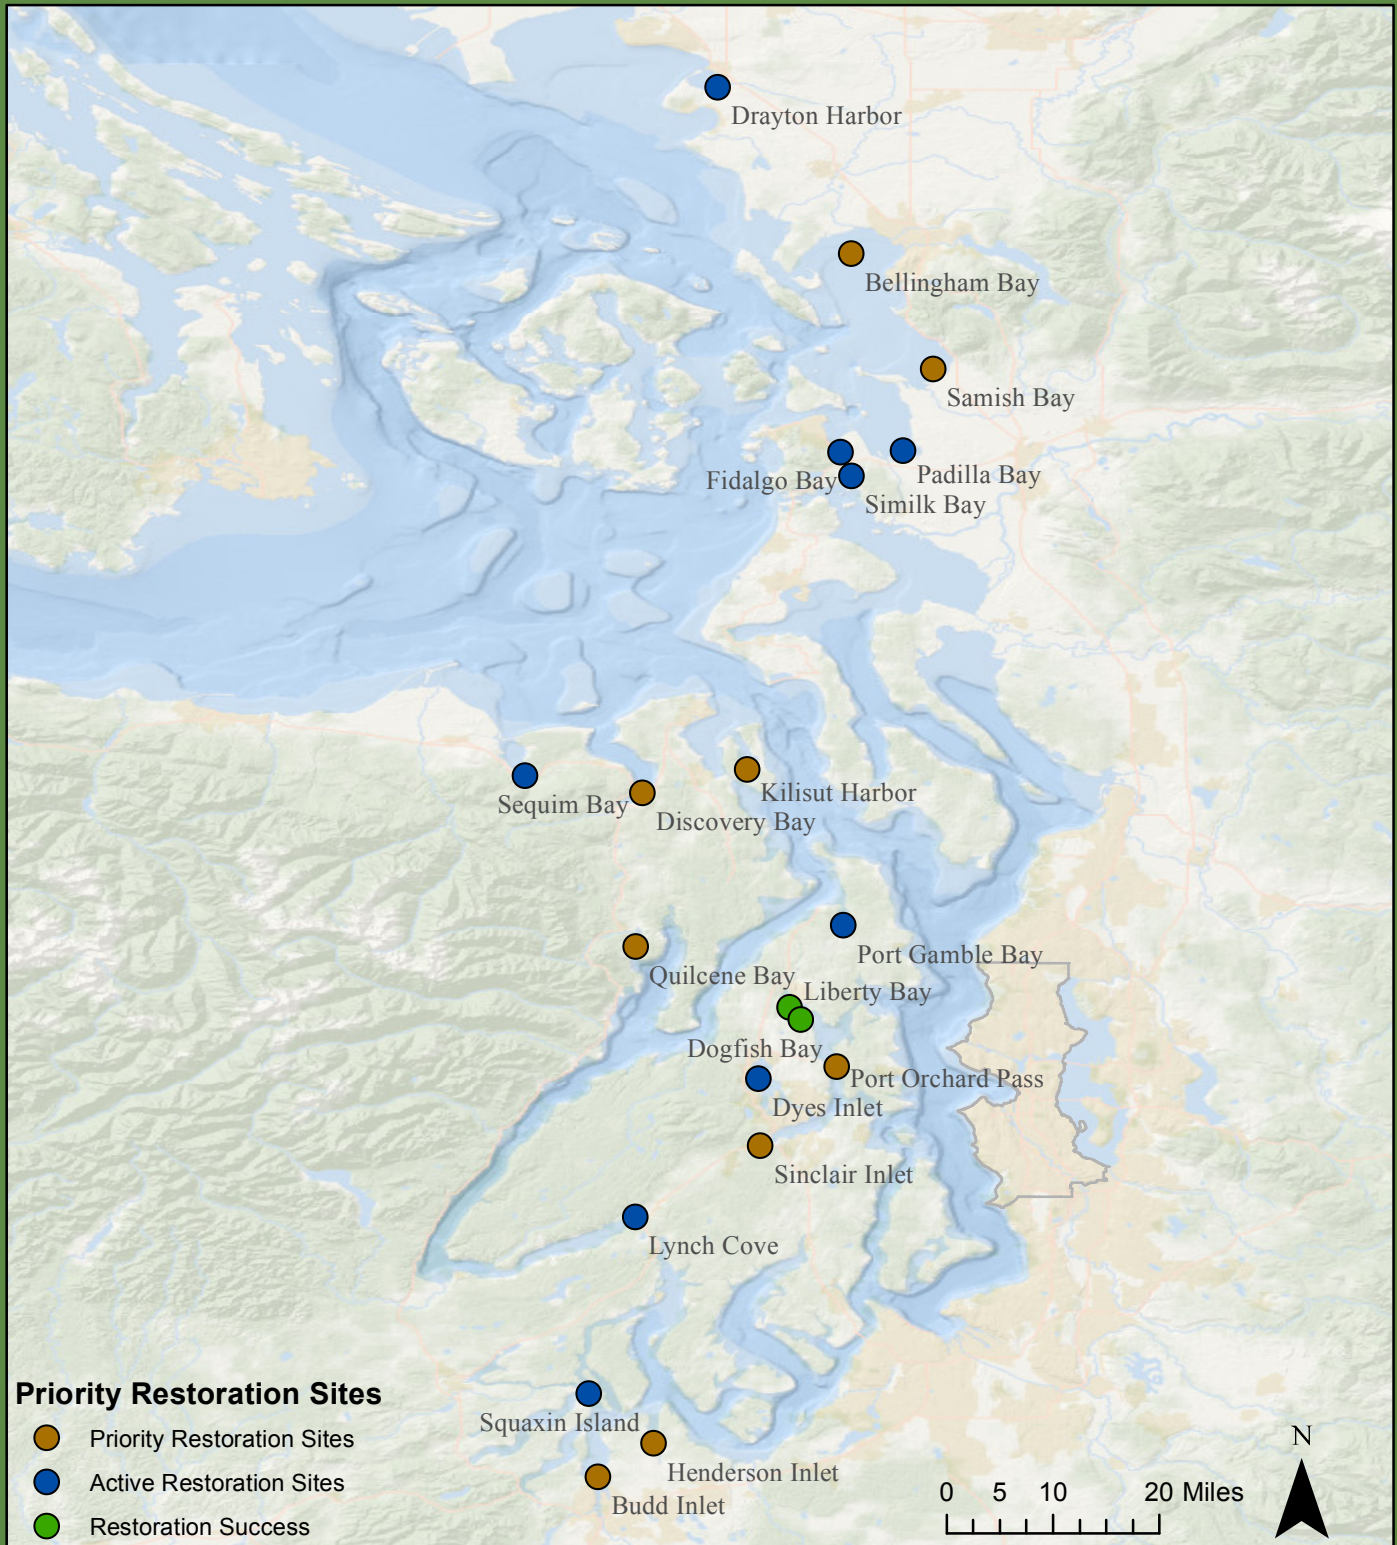 Drayton Harbor
Bellingham Bay
Samish Bay
Fidalgo Bay
Padilla Bay
Similk Bay
Kilisut Harbor
Sequim Bay
Discovery Bay
Port Gamble Bay
Quilcene Bay
Liberty Bay
Dogfish Bay
Port Orchard Pass
Dyes Inlet
Sinclair Inlet
Lynch Cove
Squaxin Island
Henderson Inlet
Budd Inlet
Priority Restoration Sites
Priority Restoration Sites
Active Restoration Sites
Restoration Success
0 5 10 20 Miles
N